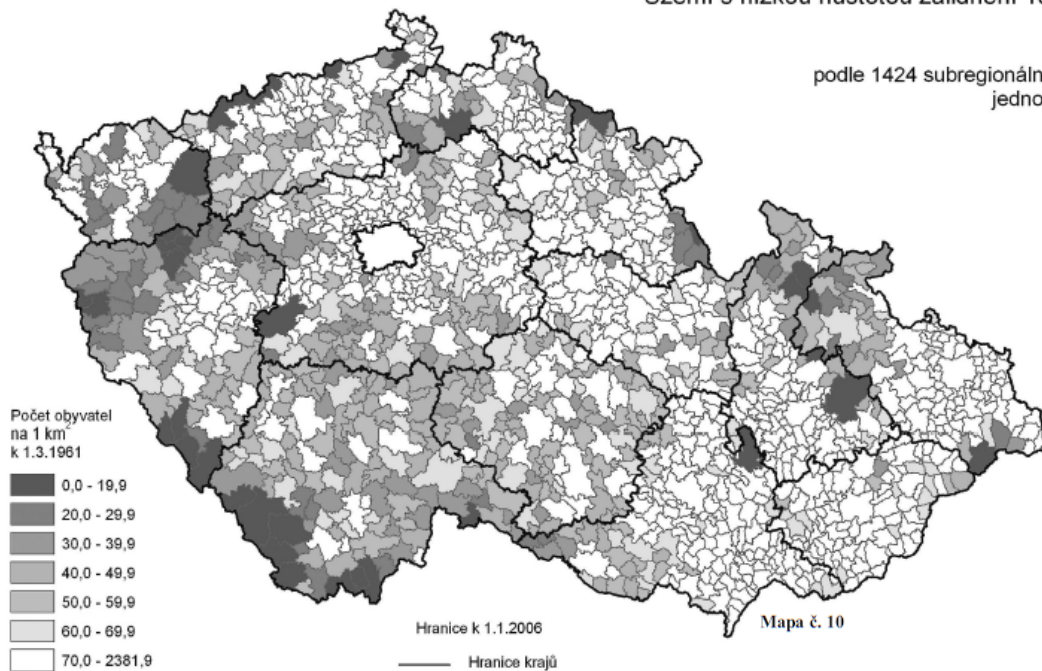 podle 1424 subregionáln
jedno
Počet obyvatel
na 1 km²
k 1.3.1961
0,0 - 19,9
20,0 - 29,9
30,0 - 39,9
40,0 - 49,9
50,0 - 59,9
60,0 - 69,9
70,0 - 2381,9
Hranice k 1.1.2006
Hranice krajů
Mapa č. 10